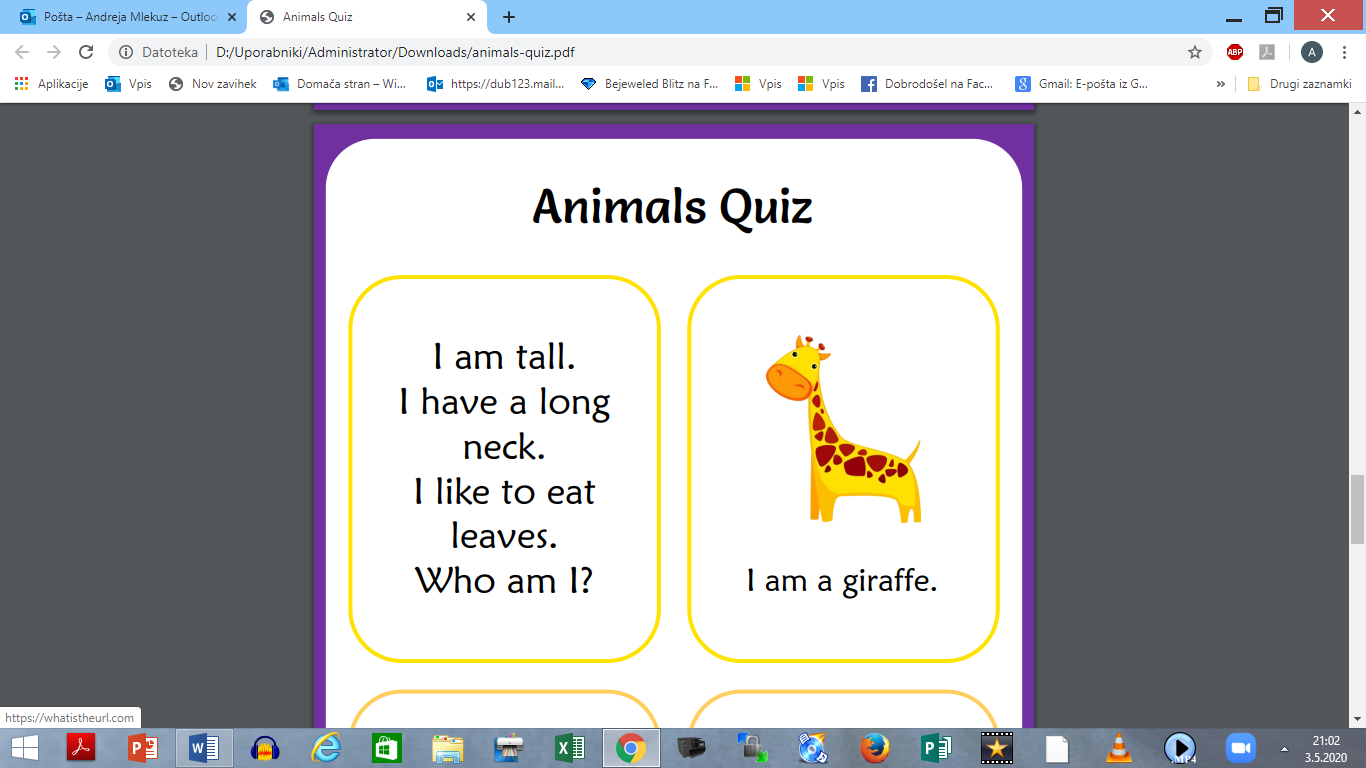 Pošta – Andreja Mlekuz – Outloo
Animals Quiz
Datoteka
D:/Uporabniki/Administrator/Downloads/animals-quiz.pdf
ABP
A
Aplikacije
Vpis
Nov zavihek
Domača stran – Wi...
https://dub123.mail...
Bejeweled Blitz na F...
Vpis
Vpis
Dobrodošel na Fac...
Gmail: E-pošta iz G...
»
Drugi zaznamki
Animals Quiz
I am tall.
I have a long
neck.
I like to eat
leaves.
Who am I?
I am a giraffe.
https://whatistheurl.com
21:02
3.5.2020
.MP4